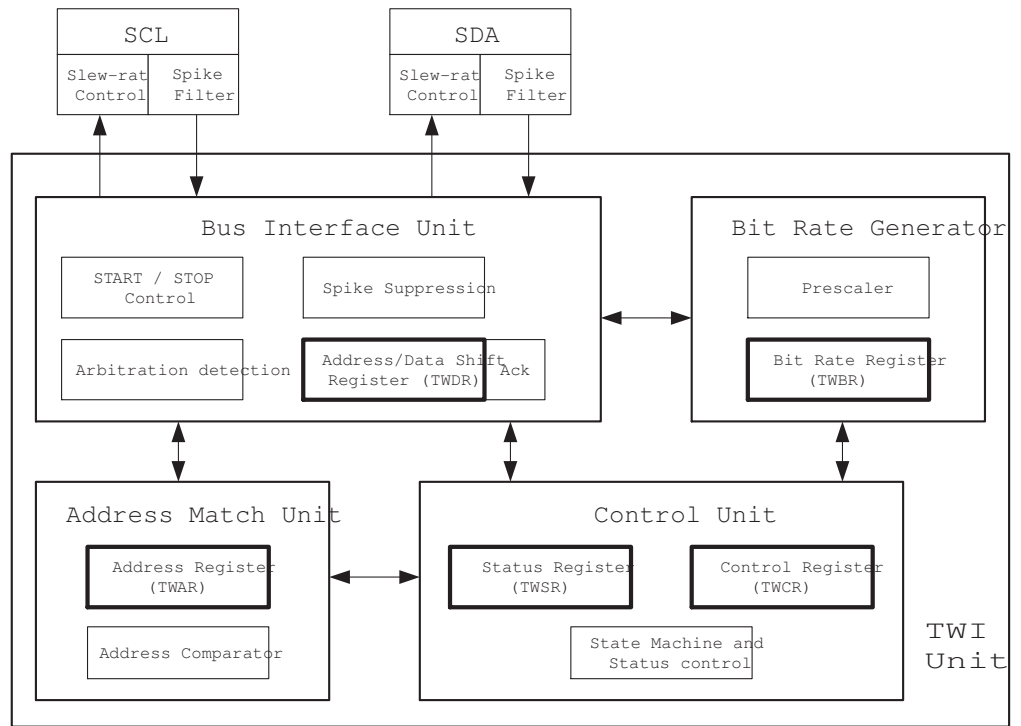 SCL
Slew-rat
Control
Spike
Filter
SDA
Slew-rat
Control
Spike
Filter
Bus Interface Unit
START / STOP
Control
Spike Suppression
Arbitration detection
Address/Data Shift
Register (TWDR)
Ack
Bit Rate Generator
Prescaler
Bit Rate Register
(TWBR)
Address Match Unit
Address Register
(TWAR)
Address Comparator
Control Unit
Status Register
(TWSR)
Control Register
(TWCR)
State Machine and
Status control
TWI
Unit